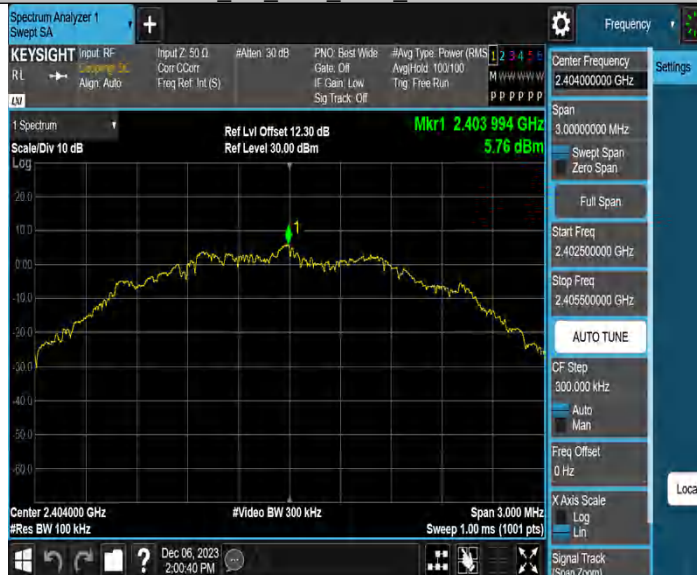 Spectrum Analyzer 1
Swept SA
Frequency
KEYSIGHT
Input: RF
Coupling: DC
Align: Auto
Input Z: 50 Ω
Corr CCorr
Freq Ref: Int (S)
#Atten: 30 dB
PNO: Best Wide
Gate: Off
IF Gain: Low
Sig Track: Off
#Avg Type: Power (RMS
Avg|Hold: 100/100
Trig: Free Run
1 2 3 4 5 6
M W W W W W
P P P P P P
RL
1 Spectrum
Scale/Div 10 dB
Log
Ref Lvl Offset 12.30 dB
Ref Level 30.00 dBm
Mkr1 2.403 994 GHz
5.76 dBm
1
20.0
10.0
0.00
-10.0
-20.0
-30.0
-40.0
-50.0
-60.0
Center 2.404000 GHz
#Res BW 100 kHz
#Video BW 300 kHz
Span 3.000 MHz
Sweep 1.00 ms (1001 pts)
Dec 06, 2023
2:00:40 PM
?
Center Frequency
2.404000000 GHz
Settings
Span
3.00000000 MHz
Swept Span
Zero Span
Full Span
Start Freq
2.402500000 GHz
Stop Freq
2.405500000 GHz
AUTO TUNE
CF Step
300.000 kHz
Auto
Man
Freq Offset
0 Hz
X Axis Scale
Log
Lin
Loca
Signal Track
(Span Zoom)